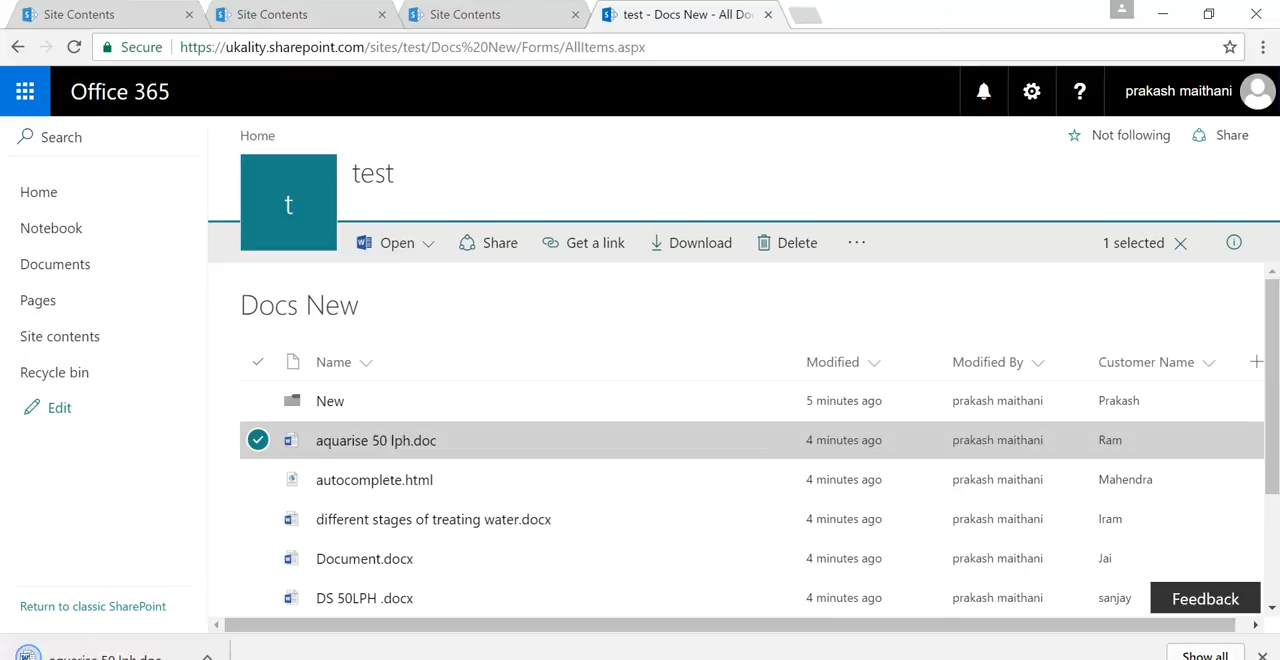 Site Contents
Site Contents
Site Contents
test - Docs New - All Do
Secure
https://ukality.sharepoint.com/sites/test/Docs%20New/Forms/AllItems.aspx
Office 365
prakash maithani
Search
Home
Not following
Share
t
test
Home
Notebook
Documents
Pages
Site contents
Recycle bin
Edit
Return to classic SharePoint
Open
Share
Get a link
Download
Delete
1 selected
Docs New
Name Modified Modified By Customer Name
New 5 minutes ago prakash maithani Prakash
aquarise 50 lph.doc 4 minutes ago prakash maithani Ram
autocomplete.html 4 minutes ago prakash maithani Mahendra
different stages of treating water.docx 4 minutes ago prakash maithani Iram
Document.docx 4 minutes ago prakash maithani Jai
DS 50LPH .docx 4 minutes ago prakash maithani sanjay
Feedback
aquarise 50 lph.doc
Show all